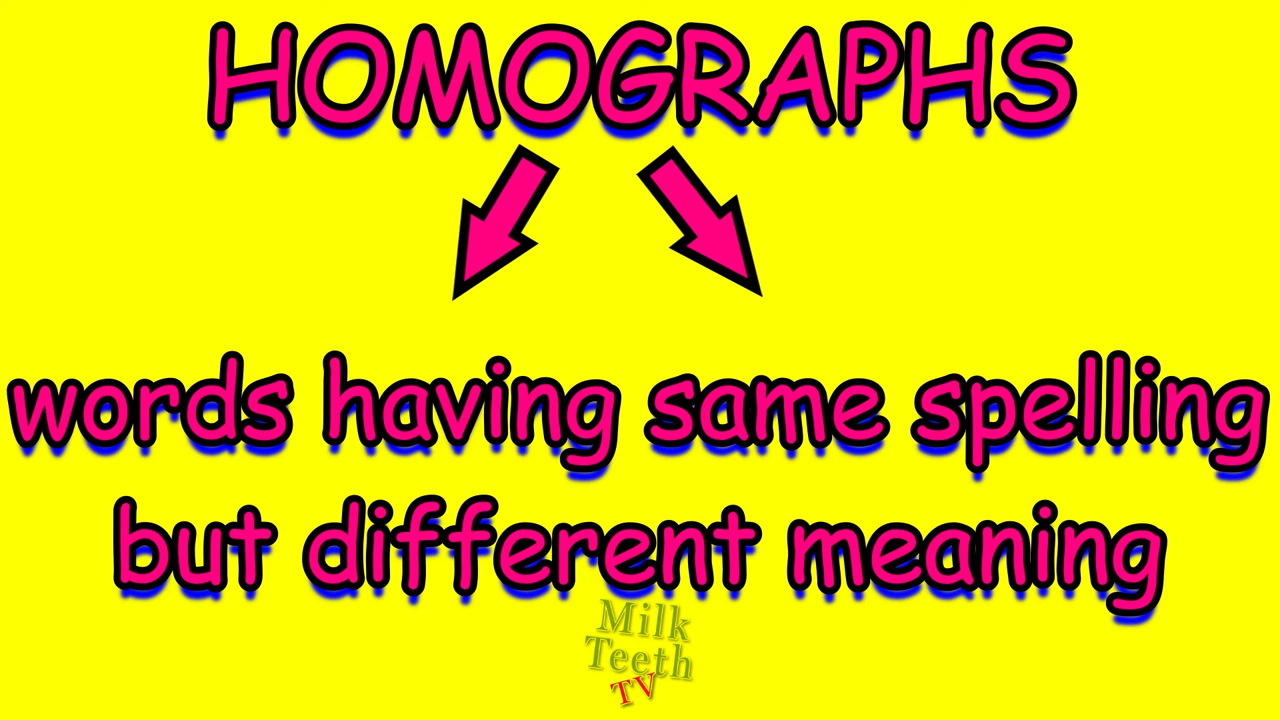 HOMOGRAPHS
words having same spelling
but different meaning
Milk
Teeth
TV